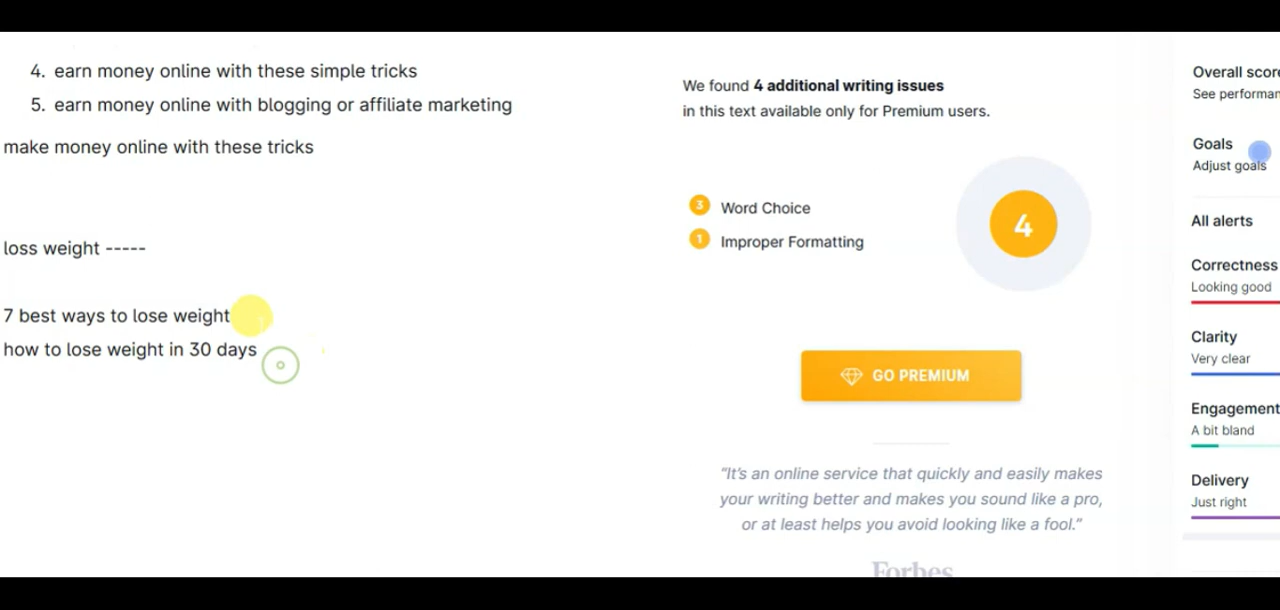 4. earn money online with these simple tricks
5. earn money online with blogging or affiliate marketing
make money online with these tricks
loss weight -----
7 best ways to lose weight
how to lose weight in 30 days
We found 4 additional writing issues
in this text available only for Premium users.
3 Word Choice
1 Improper Formatting
4
GO PREMIUM
“It’s an online service that quickly and easily makes
your writing better and makes you sound like a pro,
or at least helps you avoid looking like a fool.”
Forbes
Overall score
See performan
Goals
Adjust goals
All alerts
Correctness
Looking good
Clarity
Very clear
Engagement
A bit bland
Delivery
Just right